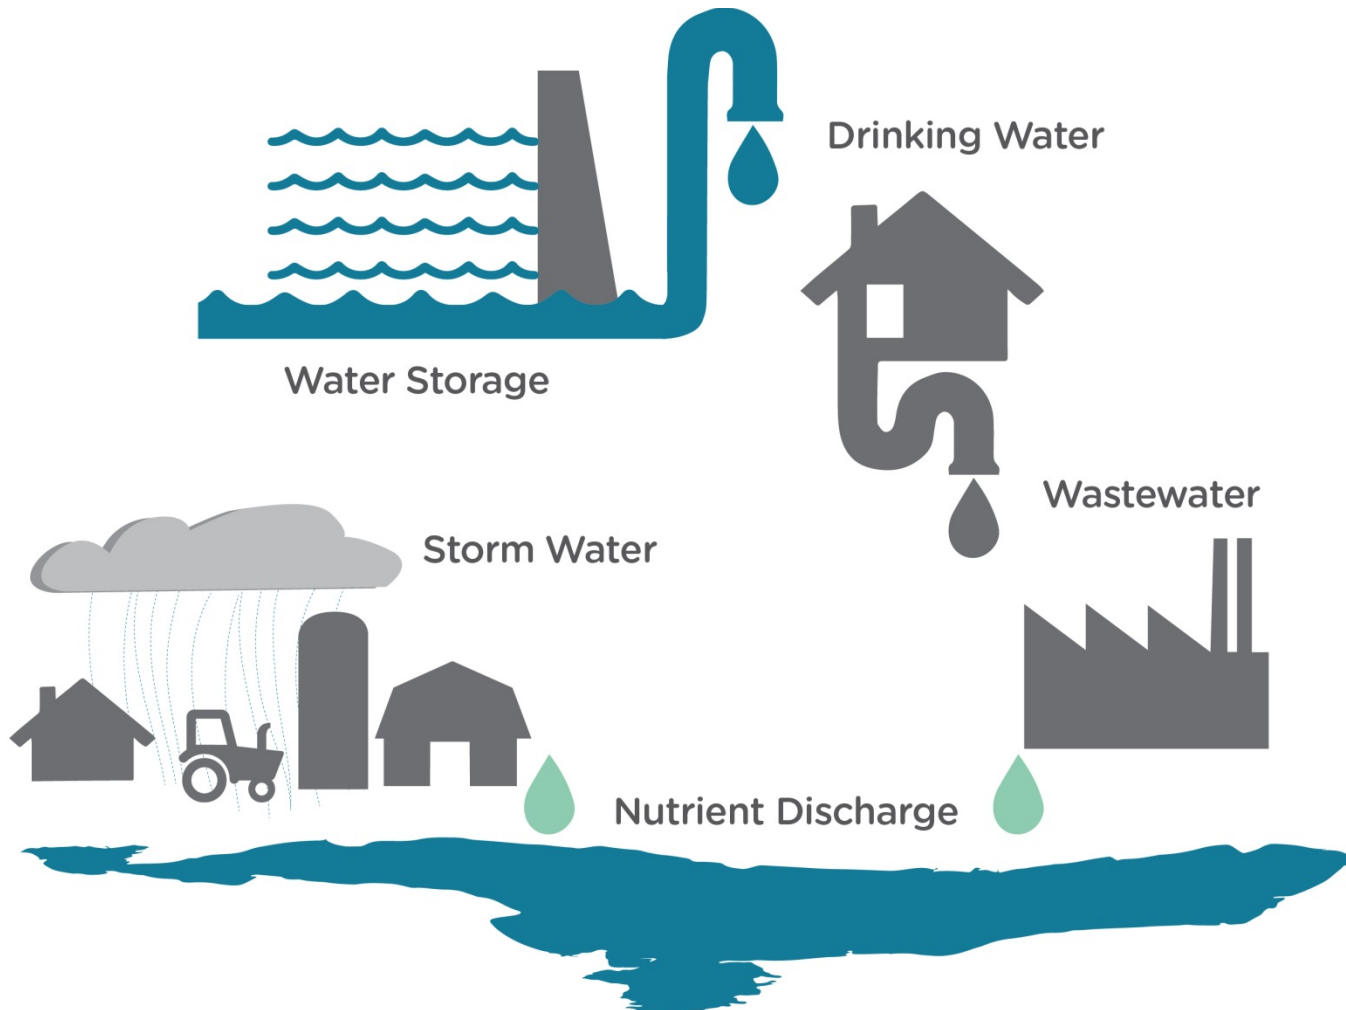 Drinking Water
Water Storage
Wastewater
Storm Water
Nutrient Discharge